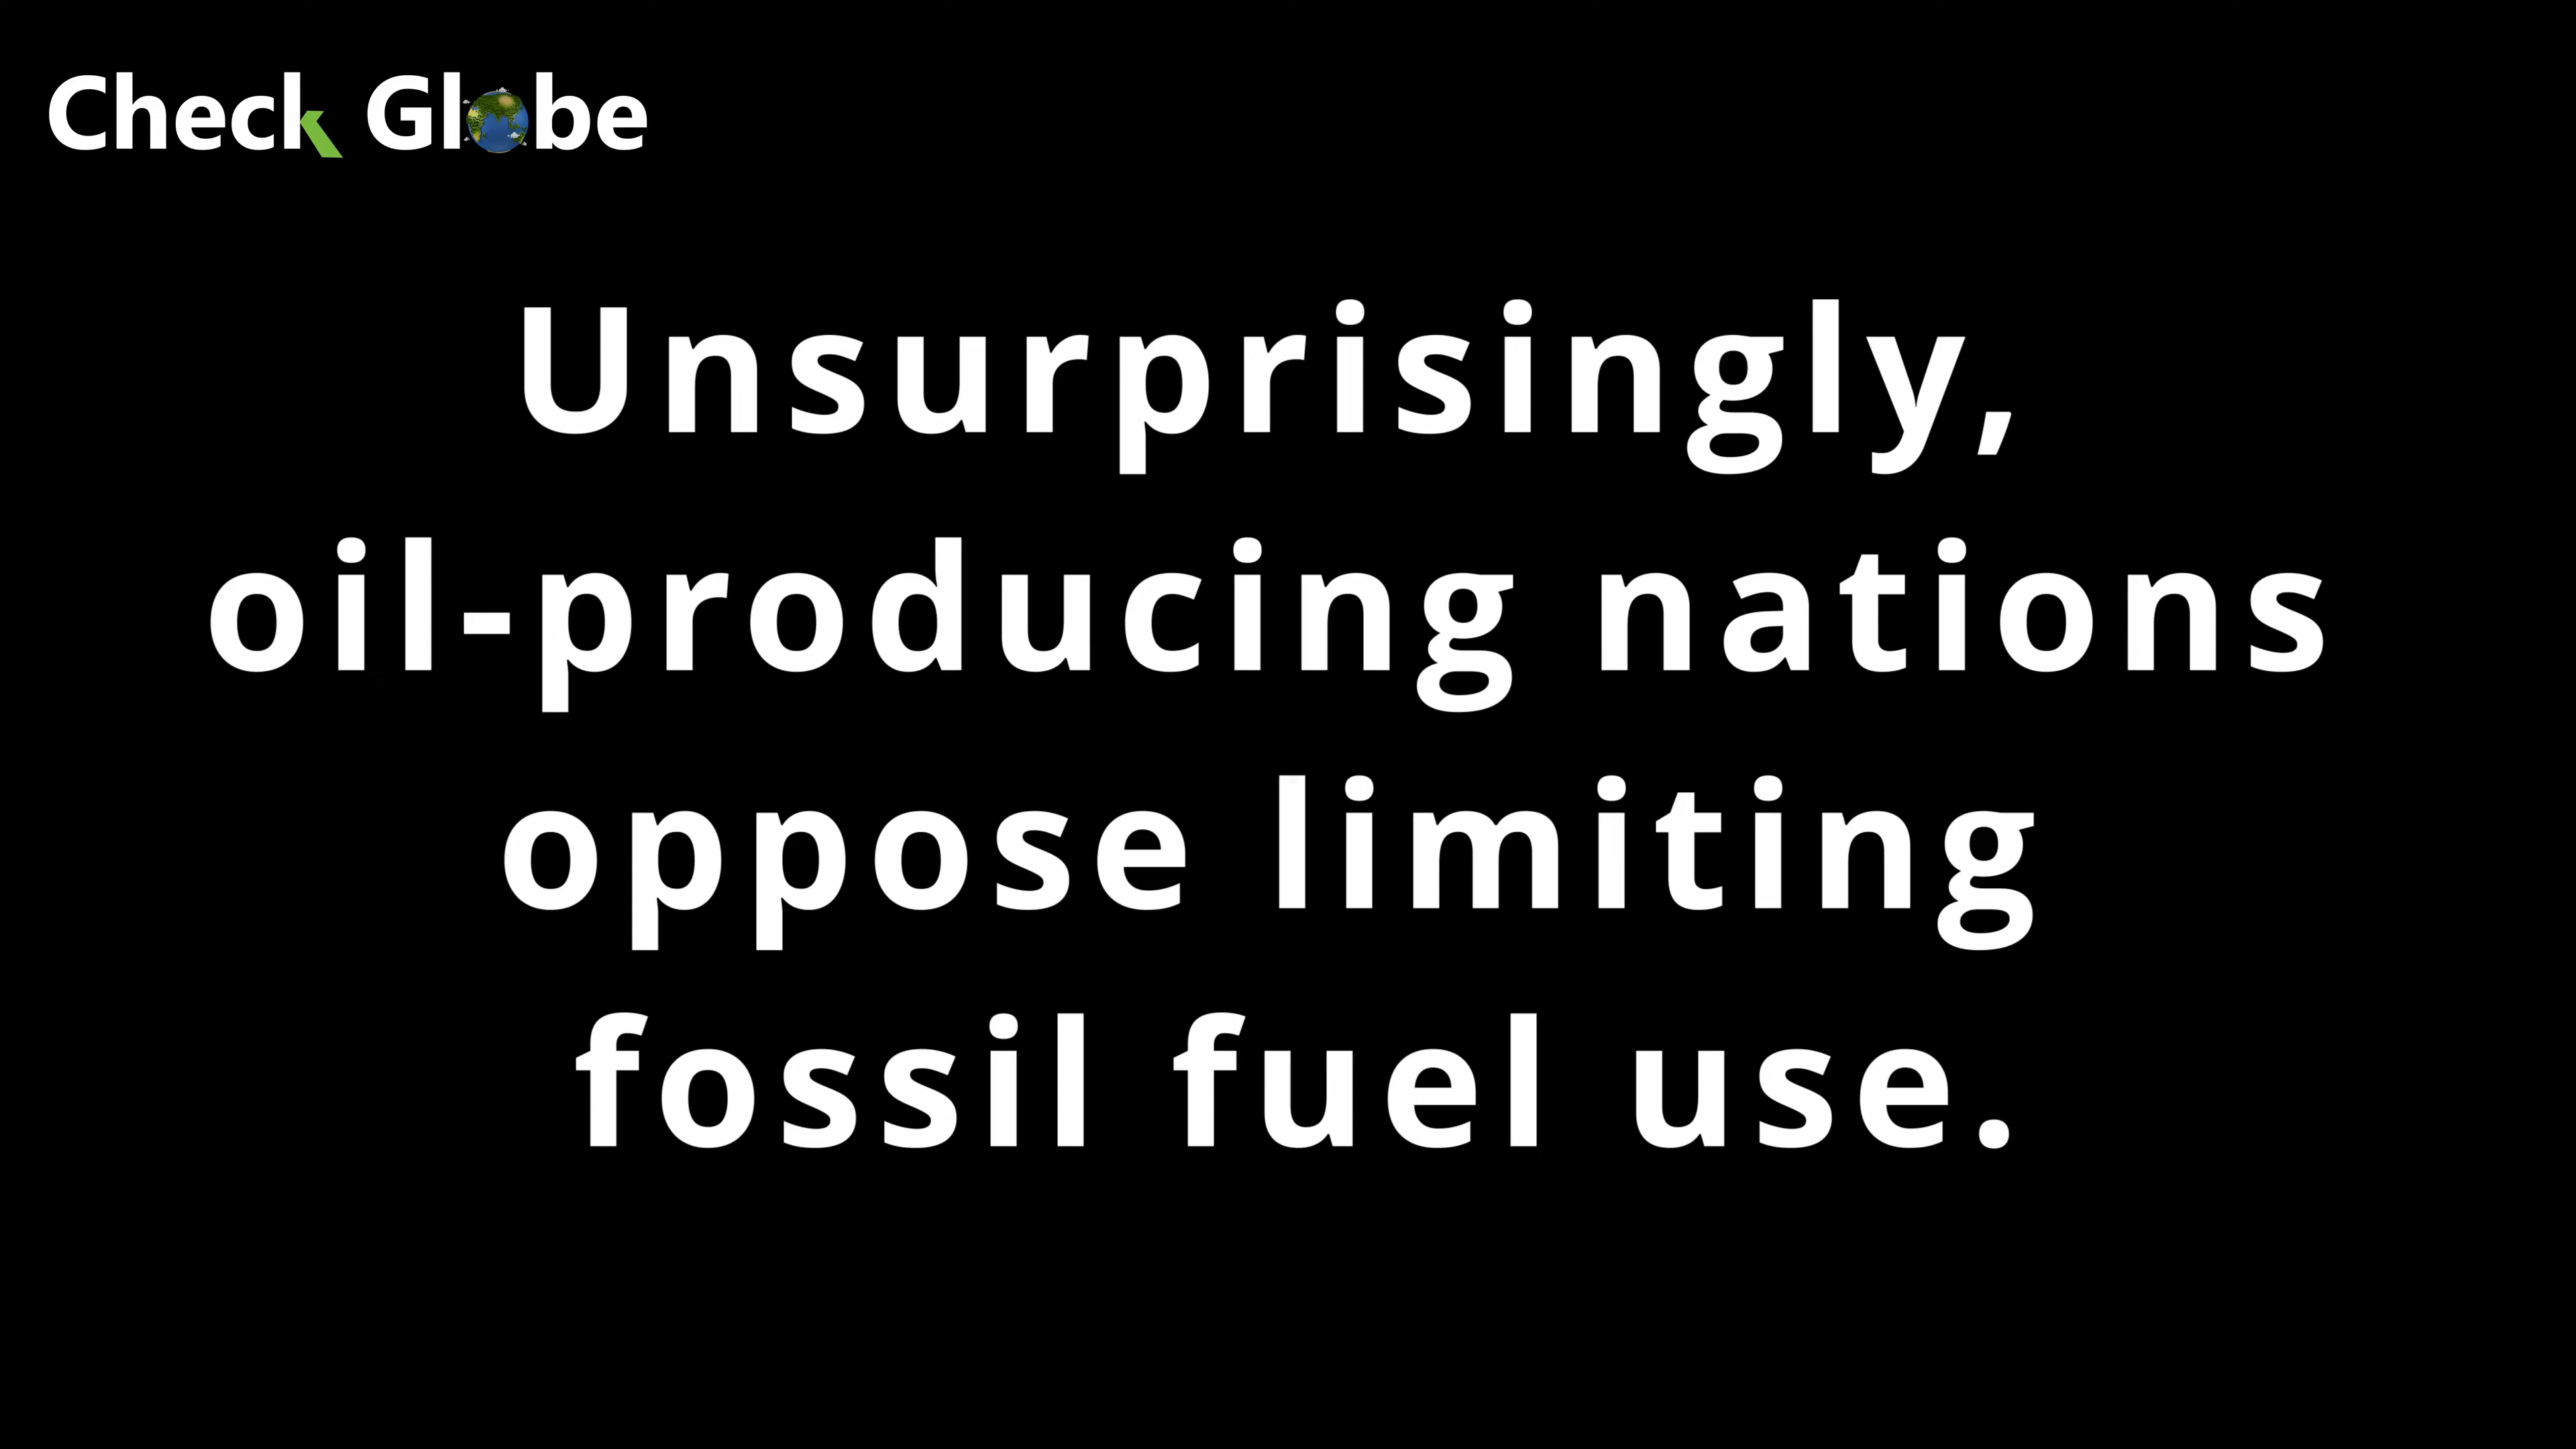 Check Globe
Unsurprisingly,
oil-producing nations
oppose limiting
fossil fuel use.